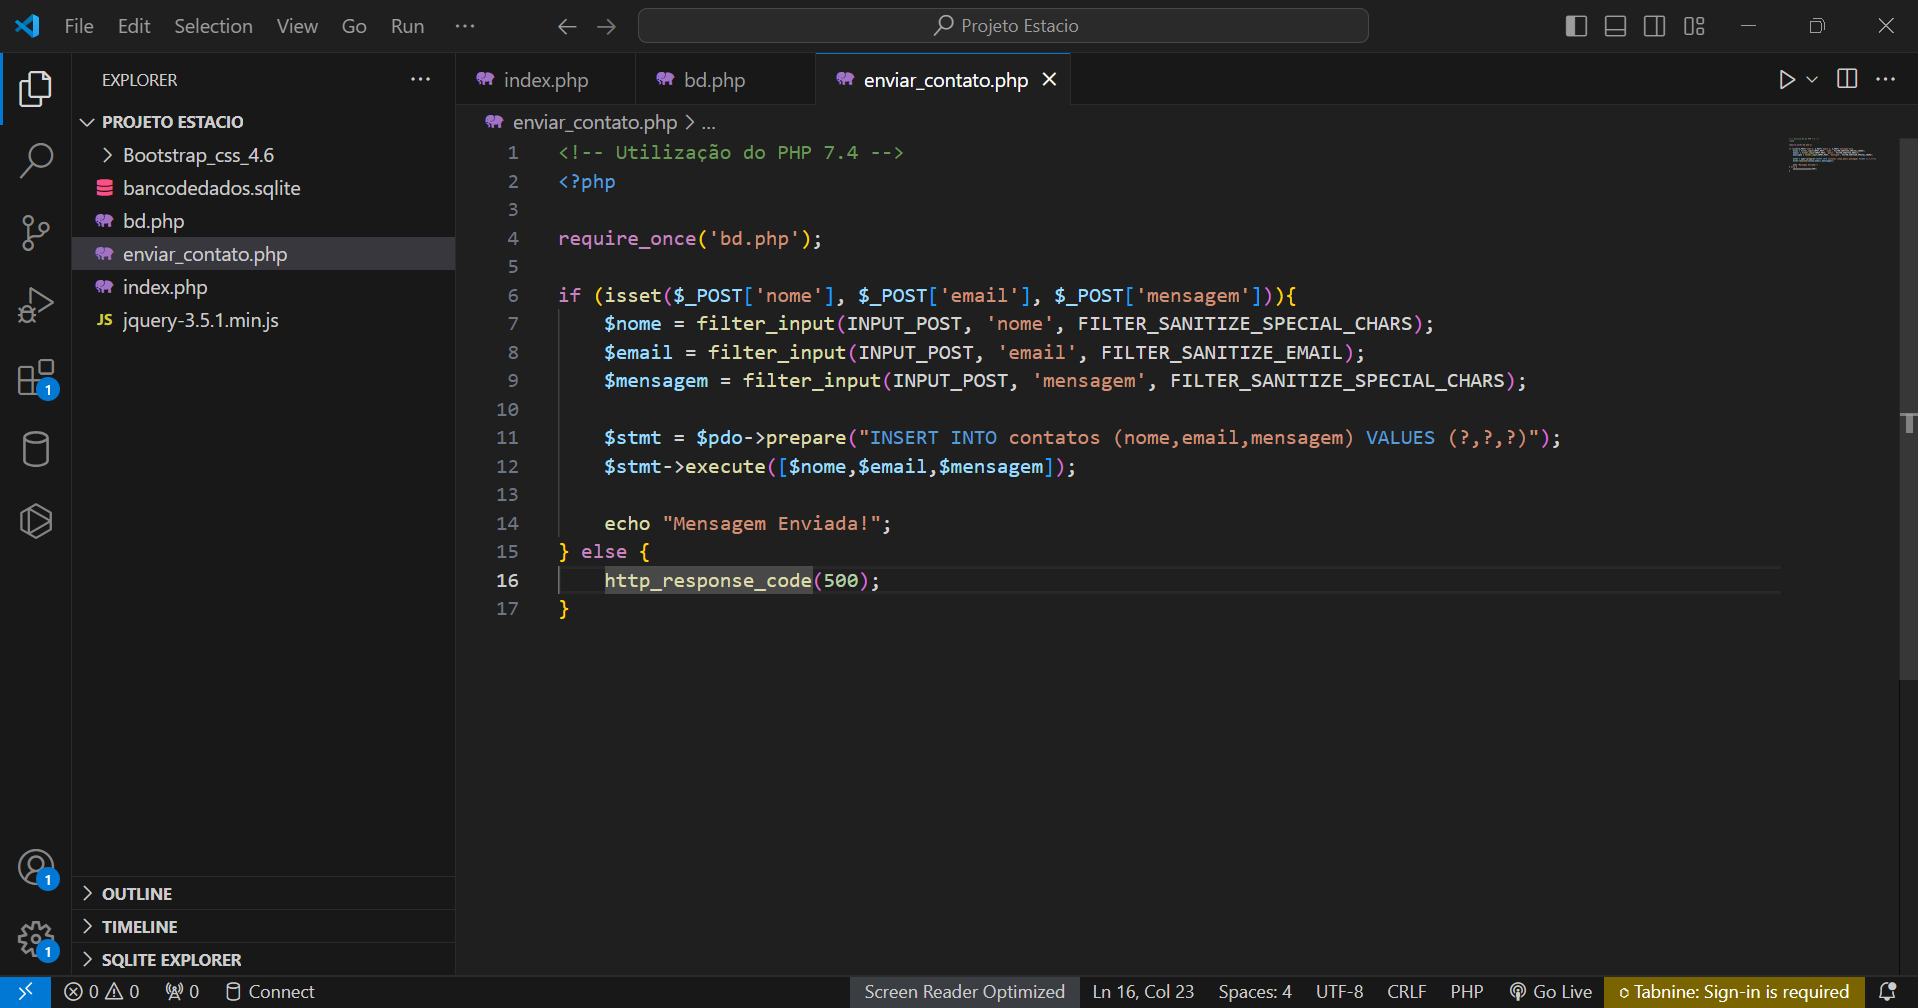 File Edit Selection View Go Run ···
Projeto Estacio
EXPLORER ···
PROJETO ESTACIO
Bootstrap_css_4.6
bancodedados.sqlite
bd.php
enviar_contato.php
index.php
JS jquery-3.5.1.min.js
OUTLINE
TIMELINE
SQLITE EXPLORER
1
1
1
index.php bd.php enviar_contato.php
enviar_contato.php > ...
1 <!-- Utilização do PHP 7.4 -->
2 <?php
3
4 require_once('bd.php');
5
6 if (isset($_POST['nome'], $_POST['email'], $_POST['mensagem'])){
7 $nome = filter_input(INPUT_POST, 'nome', FILTER_SANITIZE_SPECIAL_CHARS);
8 $email = filter_input(INPUT_POST, 'email', FILTER_SANITIZE_EMAIL);
9 $mensagem = filter_input(INPUT_POST, 'mensagem', FILTER_SANITIZE_SPECIAL_CHARS);
10
11 $stmt = $pdo->prepare("INSERT INTO contatos (nome,email,mensagem) VALUES (?,?,?)");
12 $stmt->execute([$nome,$email,$mensagem]);
13
14 echo "Mensagem Enviada!";
15 } else {
16 http_response_code(500);
17 }
0 0 0 Connect Screen Reader Optimized Ln 16, Col 23 Spaces: 4 UTF-8 CRLF PHP Go Live Tabnine: Sign-in is required